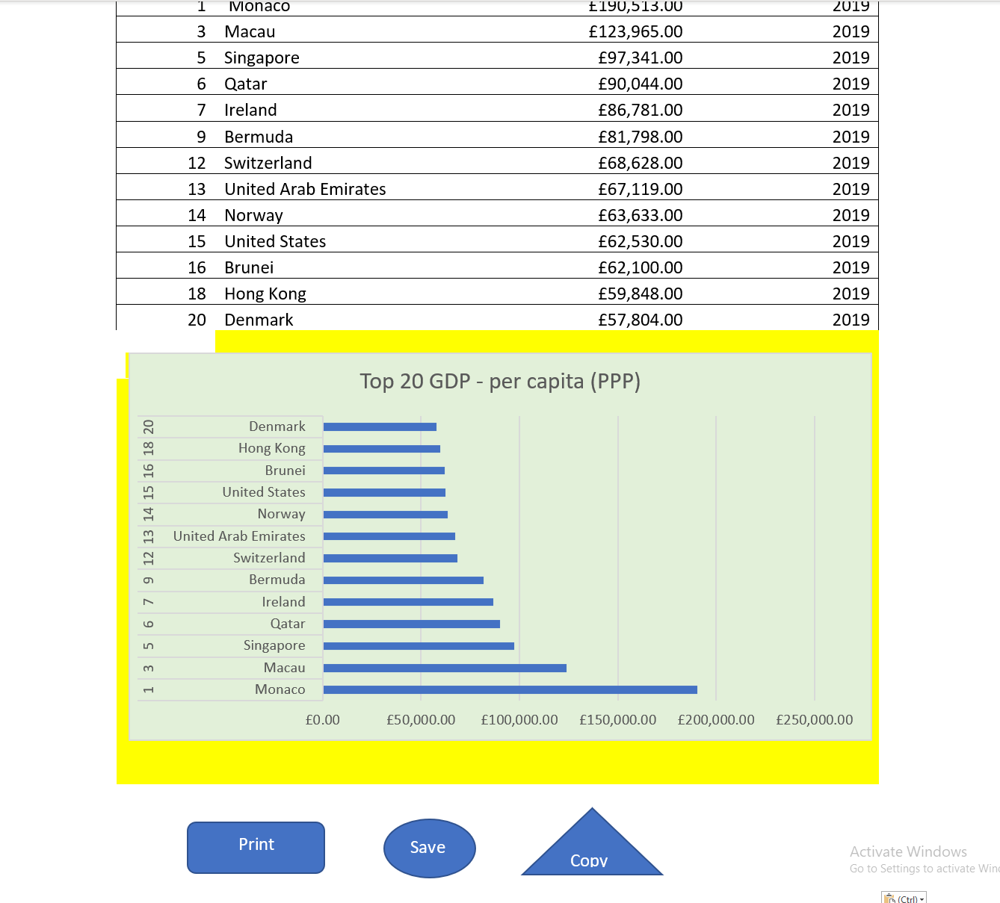 1 Monaco £190,513.00 2019
3 Macau £123,965.00 2019
5 Singapore £97,341.00 2019
6 Qatar £90,044.00 2019
7 Ireland £86,781.00 2019
9 Bermuda £81,798.00 2019
12 Switzerland £68,628.00 2019
13 United Arab Emirates £67,119.00 2019
14 Norway £63,633.00 2019
15 United States £62,530.00 2019
16 Brunei £62,100.00 2019
18 Hong Kong £59,848.00 2019
20 Denmark £57,804.00 2019
Top 20 GDP - per capita (PPP)
20 Denmark
18 Hong Kong
16 Brunei
15 United States
14 Norway
13 United Arab Emirates
12 Switzerland
9 Bermuda
7 Ireland
6 Qatar
5 Singapore
3 Macau
1 Monaco
£0.00 £50,000.00 £100,000.00 £150,000.00 £200,000.00 £250,000.00
Print
Save
Copy
Activate Windows
Go to Settings to activate Win
(Ctrl)